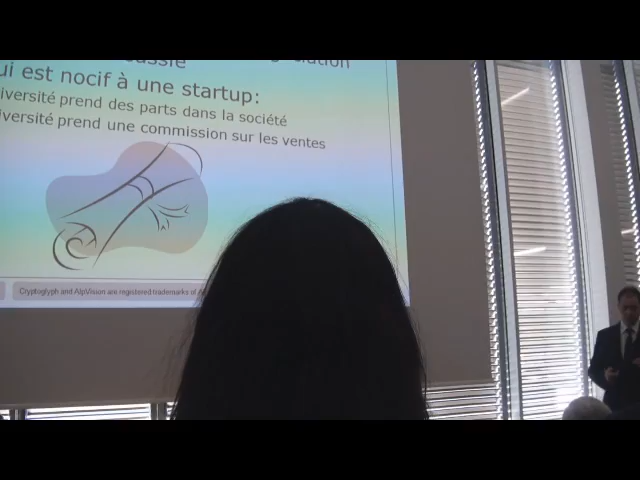 ui est nocif à une startup:
iversité prend des parts dans la société
iversité prend une commission sur les ventes
Cryptoglyph and AlpVision are registered trademarks of